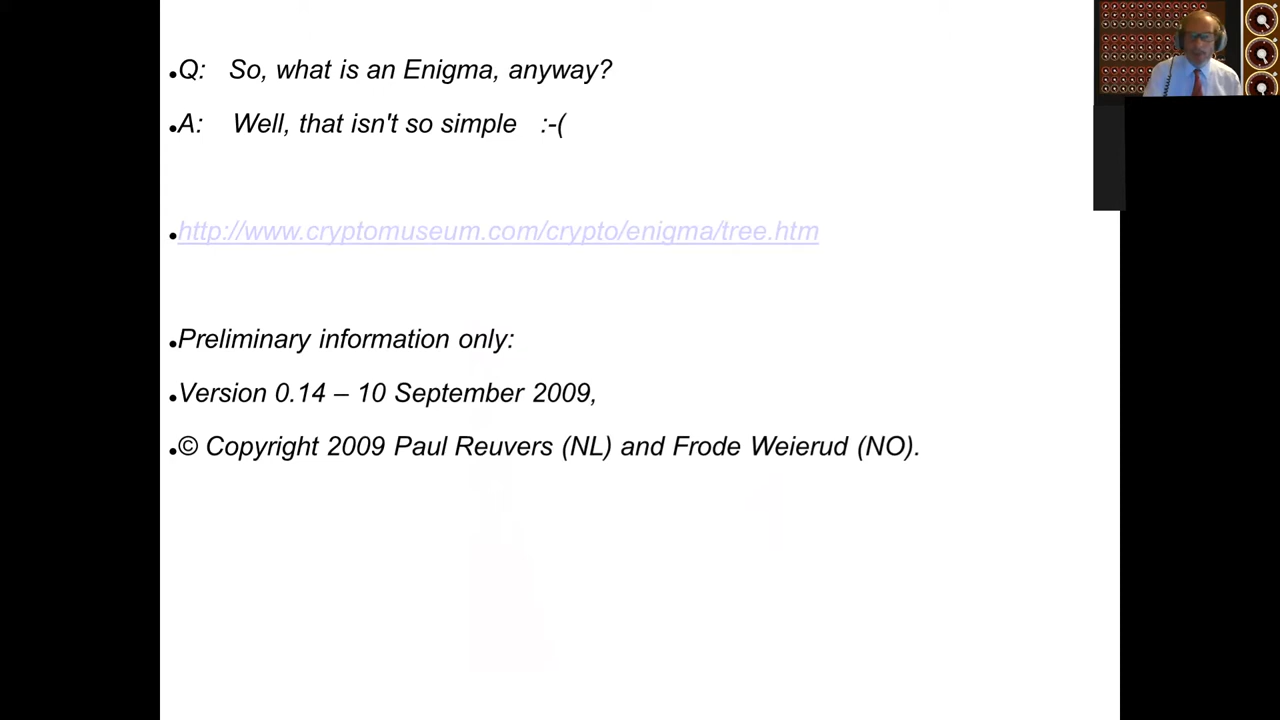 •Q: So, what is an Enigma, anyway?
•A: Well, that isn't so simple :-(
•http://www.cryptomuseum.com/crypto/enigma/tree.htm
•Preliminary information only:
•Version 0.14 – 10 September 2009,
•© Copyright 2009 Paul Reuvers (NL) and Frode Weierud (NO).